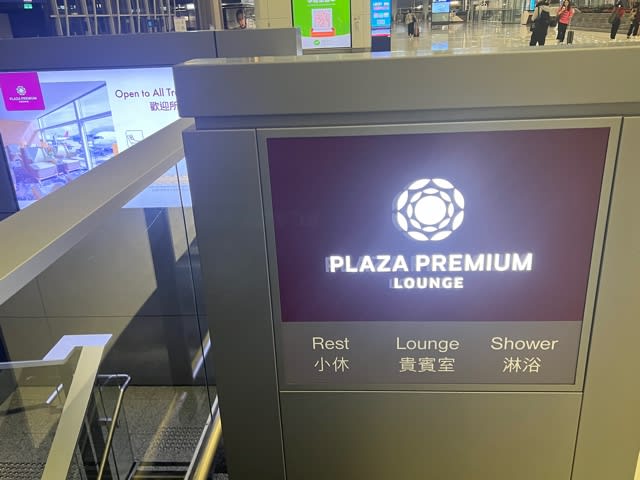 PLAZA PREMIUM
LOUNGE
Open to All
歡迎所
PLAZA PREMIUM
LOUNGE
Rest Lounge Shower
小休 貴賓室 淋浴